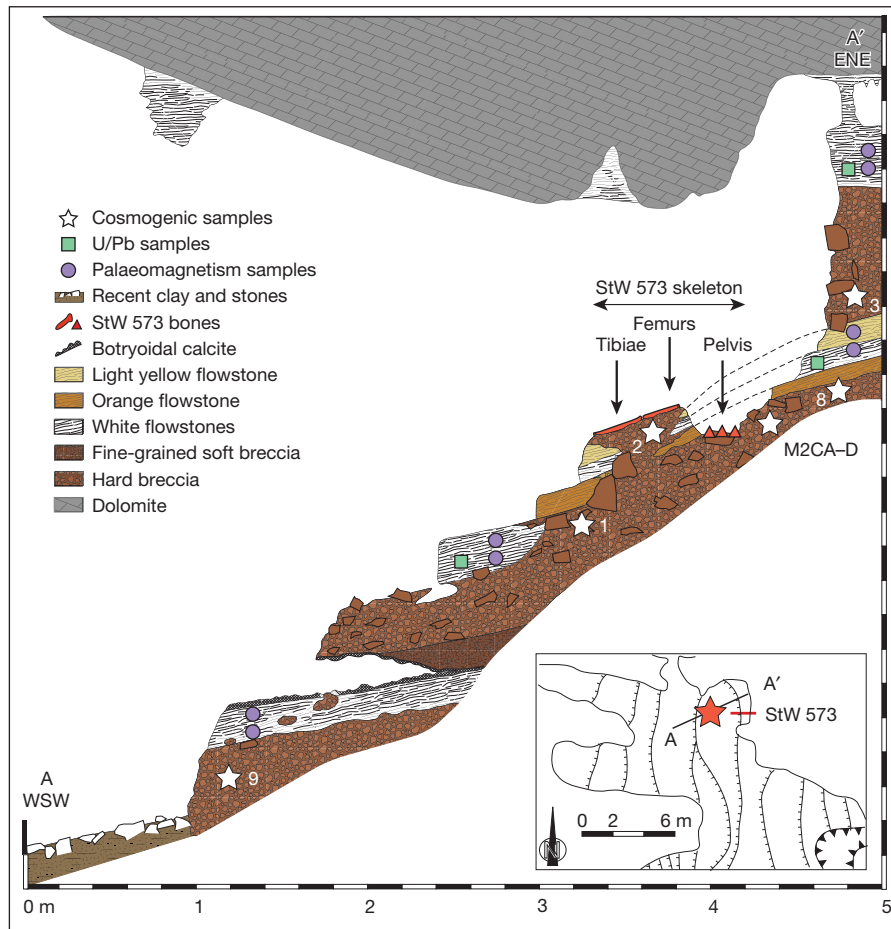 A′
ENE
Cosmogenic samples
U/Pb samples
Palaeomagnetism samples
Recent clay and stones
StW 573 bones
Botryoidal calcite
Light yellow flowstone
Orange flowstone
White flowstones
Fine-grained soft breccia
Hard breccia
Dolomite
StW 573 skeleton
Femurs
Tibiae
Pelvis
3
8
2
M2CA–D
1
9
A
WSW
A′
StW 573
A
0 2 6 m
N
0 m 1 2 3 4 5